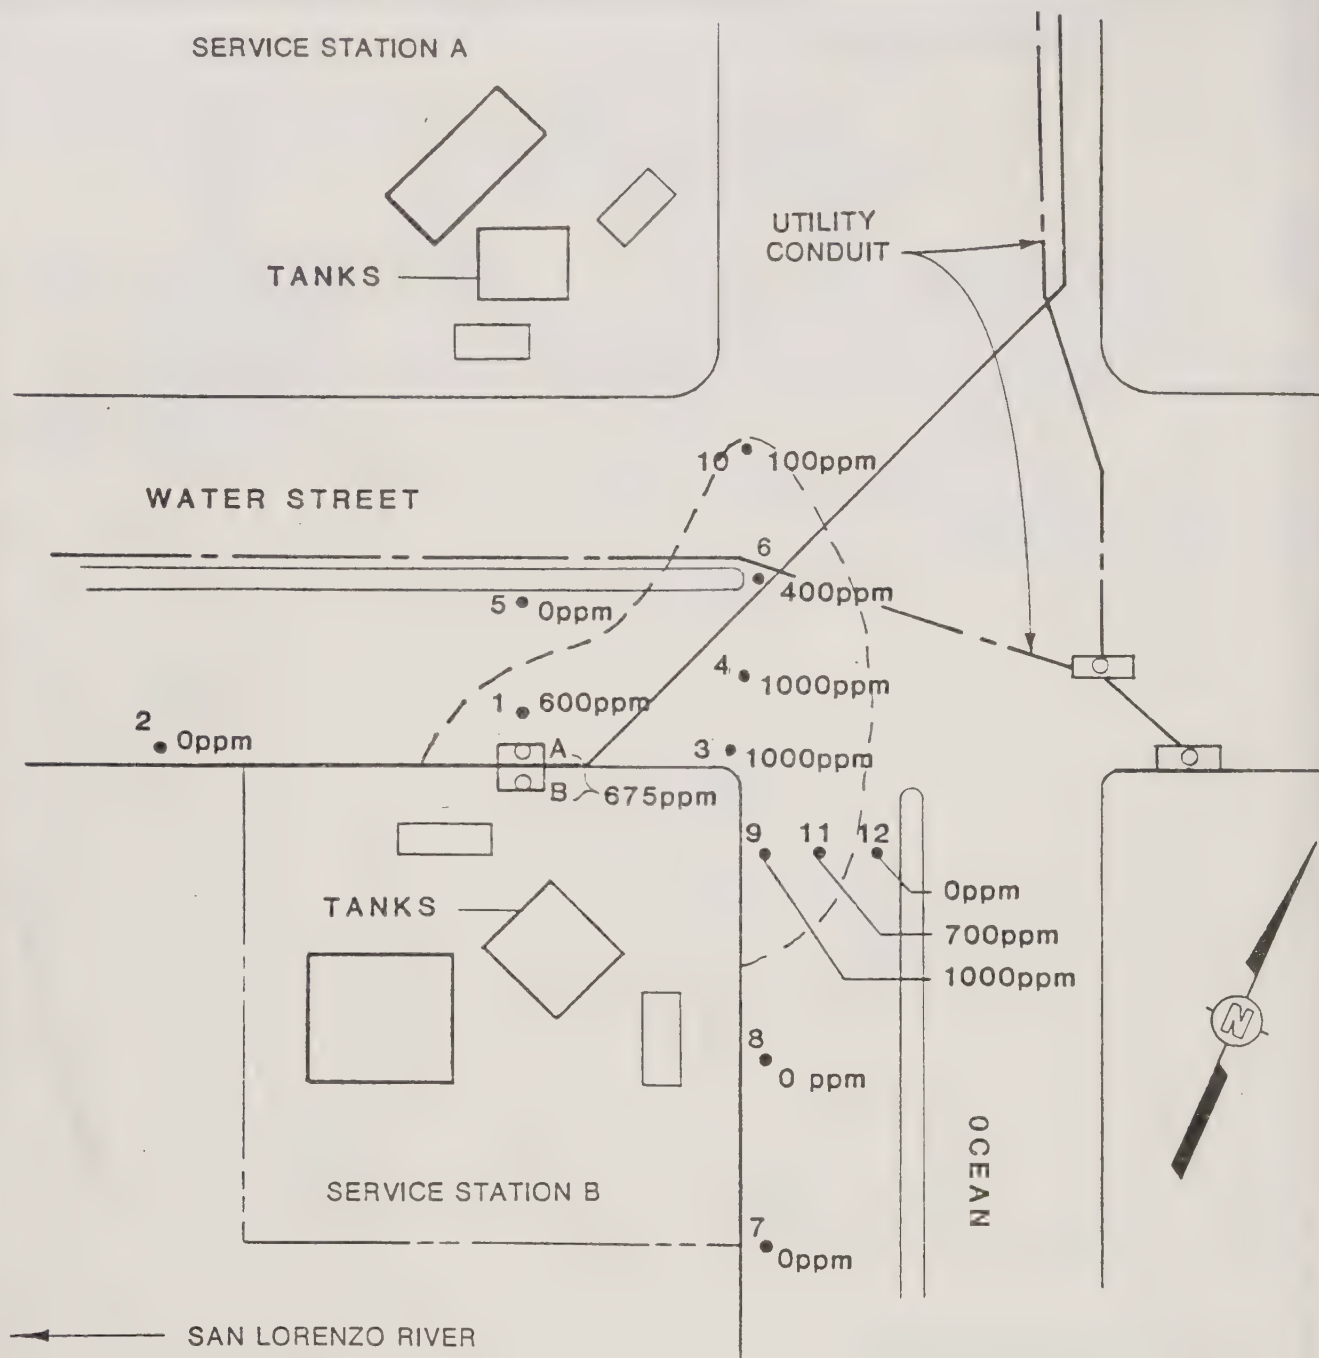 SERVICE STATION A
UTILITY
CONDUIT
TANKS
10 100ppm
WATER STREET
6
400ppm
5 0ppm
4
1000ppm
1 600ppm
2
0ppm
A
3
1000ppm
B 675ppm
9 11 12
0ppm
TANKS
700ppm
1000ppm
N
8
0 ppm
OCEAN
SERVICE STATION B
7
0ppm
SAN LORENZO RIVER